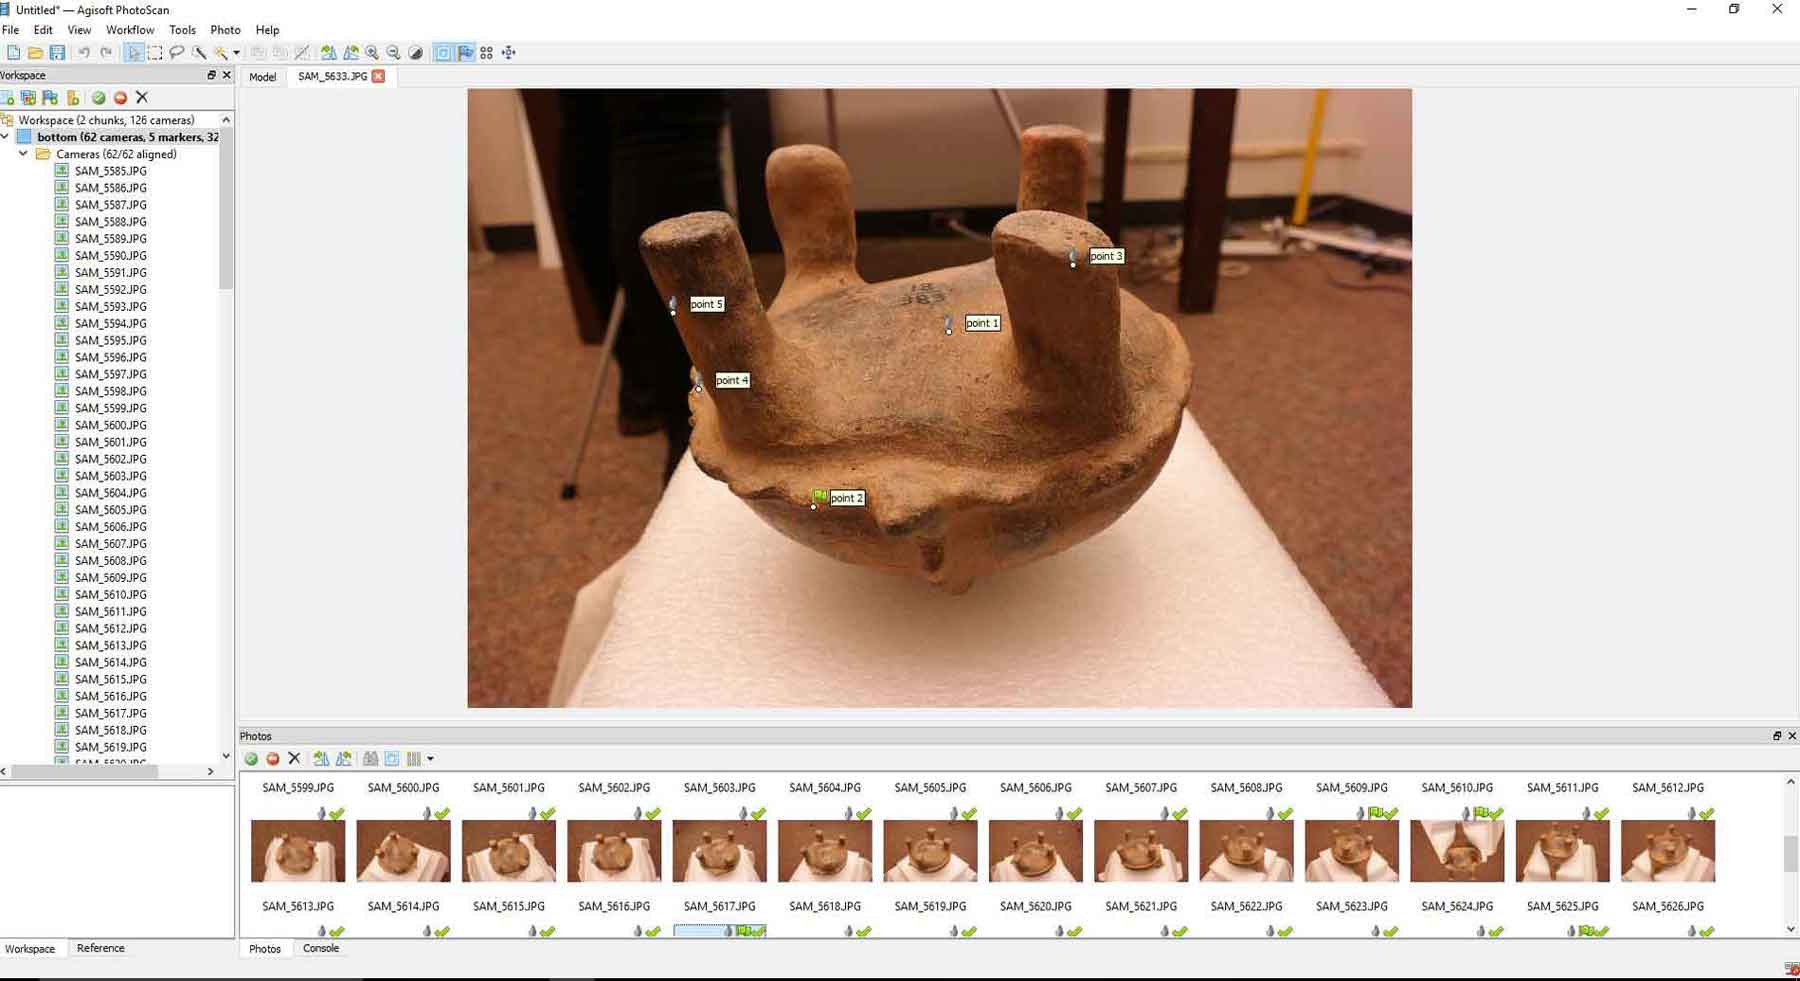 Untitled* — Agisoft PhotoScan
File Edit View Workflow Tools Photo Help
Workspace
Model SAM_5633.JPG
Workspace (2 chunks, 126 cameras)
bottom (62 cameras, 5 markers, 32
Cameras (62/62 aligned)
SAM_5585.JPG
SAM_5586.JPG
SAM_5587.JPG
SAM_5588.JPG
SAM_5589.JPG
SAM_5590.JPG
SAM_5591.JPG
SAM_5592.JPG
SAM_5593.JPG
SAM_5594.JPG
SAM_5595.JPG
SAM_5596.JPG
SAM_5597.JPG
SAM_5598.JPG
SAM_5599.JPG
SAM_5600.JPG
SAM_5601.JPG
SAM_5602.JPG
SAM_5603.JPG
SAM_5604.JPG
SAM_5605.JPG
SAM_5606.JPG
SAM_5607.JPG
SAM_5608.JPG
SAM_5609.JPG
SAM_5610.JPG
SAM_5611.JPG
SAM_5612.JPG
SAM_5613.JPG
SAM_5614.JPG
SAM_5615.JPG
SAM_5616.JPG
SAM_5617.JPG
SAM_5618.JPG
SAM_5619.JPG
point 3
point 5
point 1
point 4
point 2
Photos
SAM_5599.JPG SAM_5600.JPG SAM_5601.JPG SAM_5602.JPG SAM_5603.JPG SAM_5604.JPG SAM_5605.JPG SAM_5606.JPG SAM_5607.JPG SAM_5608.JPG SAM_5609.JPG SAM_5610.JPG SAM_5611.JPG SAM_5612.JPG
SAM_5613.JPG SAM_5614.JPG SAM_5615.JPG SAM_5616.JPG SAM_5617.JPG SAM_5618.JPG SAM_5619.JPG SAM_5620.JPG SAM_5621.JPG SAM_5622.JPG SAM_5623.JPG SAM_5624.JPG SAM_5625.JPG SAM_5626.JPG
Workspace Reference
Photos Console